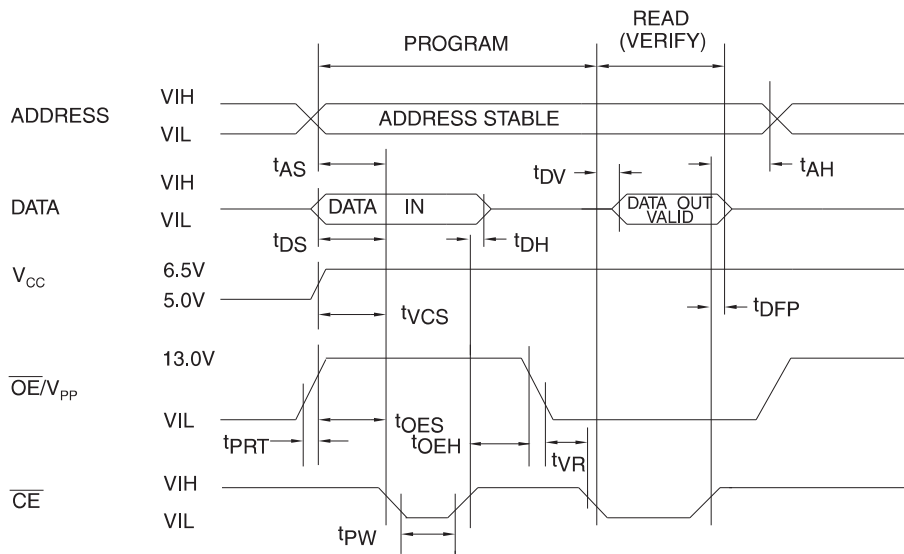 PROGRAM
READ
(VERIFY)
ADDRESS
VIH
VIL
ADDRESS STABLE
tAS
tDV
tAH
DATA
VIH
VIL
DATA IN
DATA OUT
VALID
tDS
tDH
VCC
6.5V
5.0V
tVCS
tDFP
OE/VPP
13.0V
VIL
tPRT
tOES
tOEH
tVR
CE
VIH
VIL
tPW